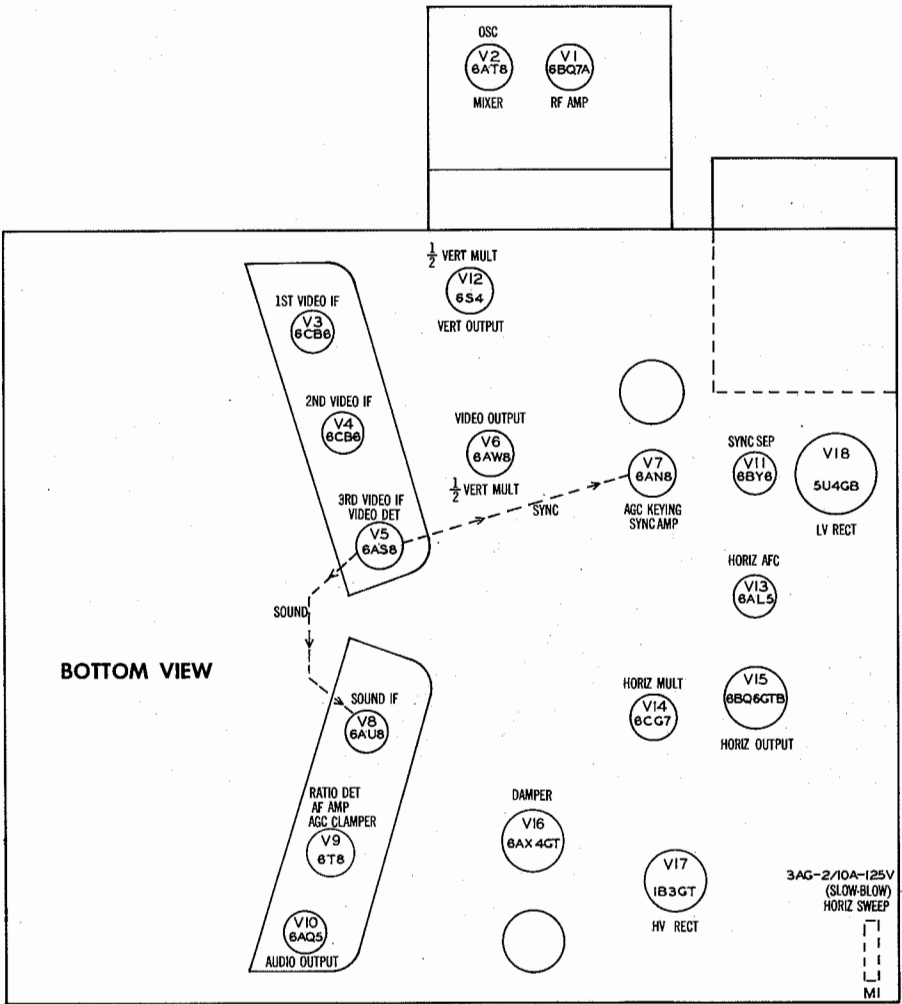 OSC
V2
6AT8
MIXER
V1
6BQ7A
RF AMP
1/2 VERT MULT
V12
6S4
VERT OUTPUT
1ST VIDEO IF
V3
6CB6
2ND VIDEO IF
V4
6CB6
VIDEO OUTPUT
V6
6AW8
1/2 VERT MULT
3RD VIDEO IF
VIDEO DET
V5
6AS8
SYNC
V7
6AN8
AGC KEYING
SYNC AMP
SYNC SEP
V11
6BY6
V18
5U4GB
LV RECT
HORIZ AFC
V13
6AL5
SOUND
BOTTOM VIEW
SOUND IF
V8
6AU8
HORIZ MULT
V14
6CG7
V15
6BQ6GTB
HORIZ OUTPUT
RATIO DET
AF AMP
AGC CLAMPER
V9
6T8
DAMPER
V16
6AX4GT
V17
1B3GT
HV RECT
3AG-2/10A-125V
(SLOW-BLOW)
HORIZ SWEEP
M1
V10
6AQ5
AUDIO OUTPUT